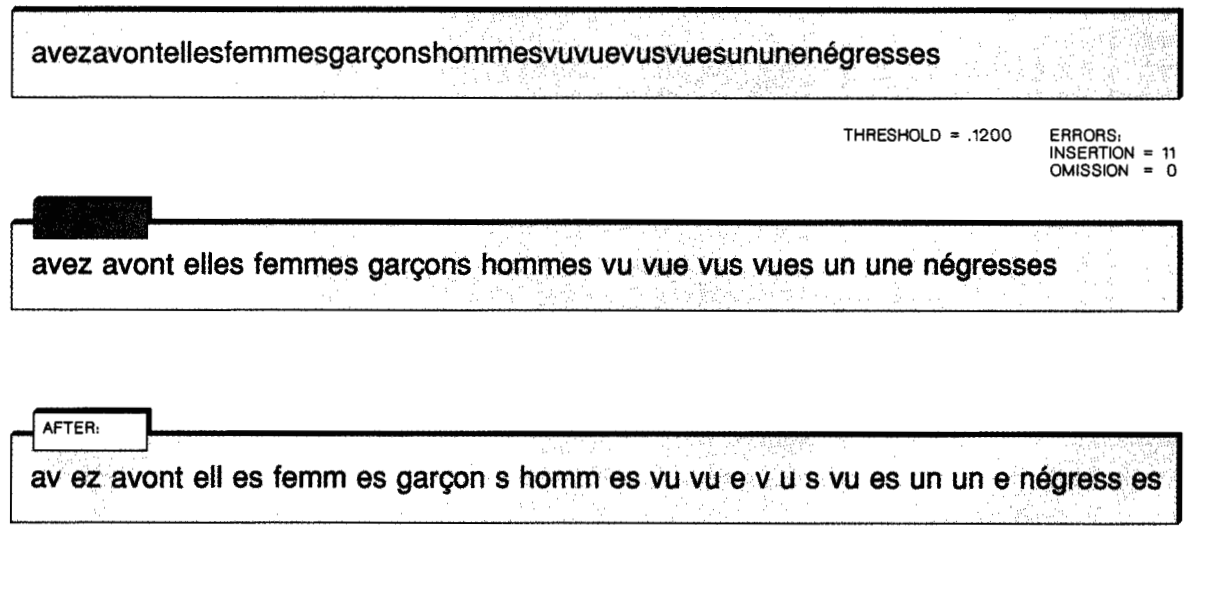 avezavontellesfemmesgarçonshommesvuvuevusvuesununenégresses
THRESHOLD = .1200 ERRORS:
INSERTION = 11
OMISSION = 0
avez avont elles femmes garçons hommes vu vue vus vues un une négresses
AFTER:
av ez avont ell es femm es garçon s homm es vu vu e v u s vu es un un e négress es